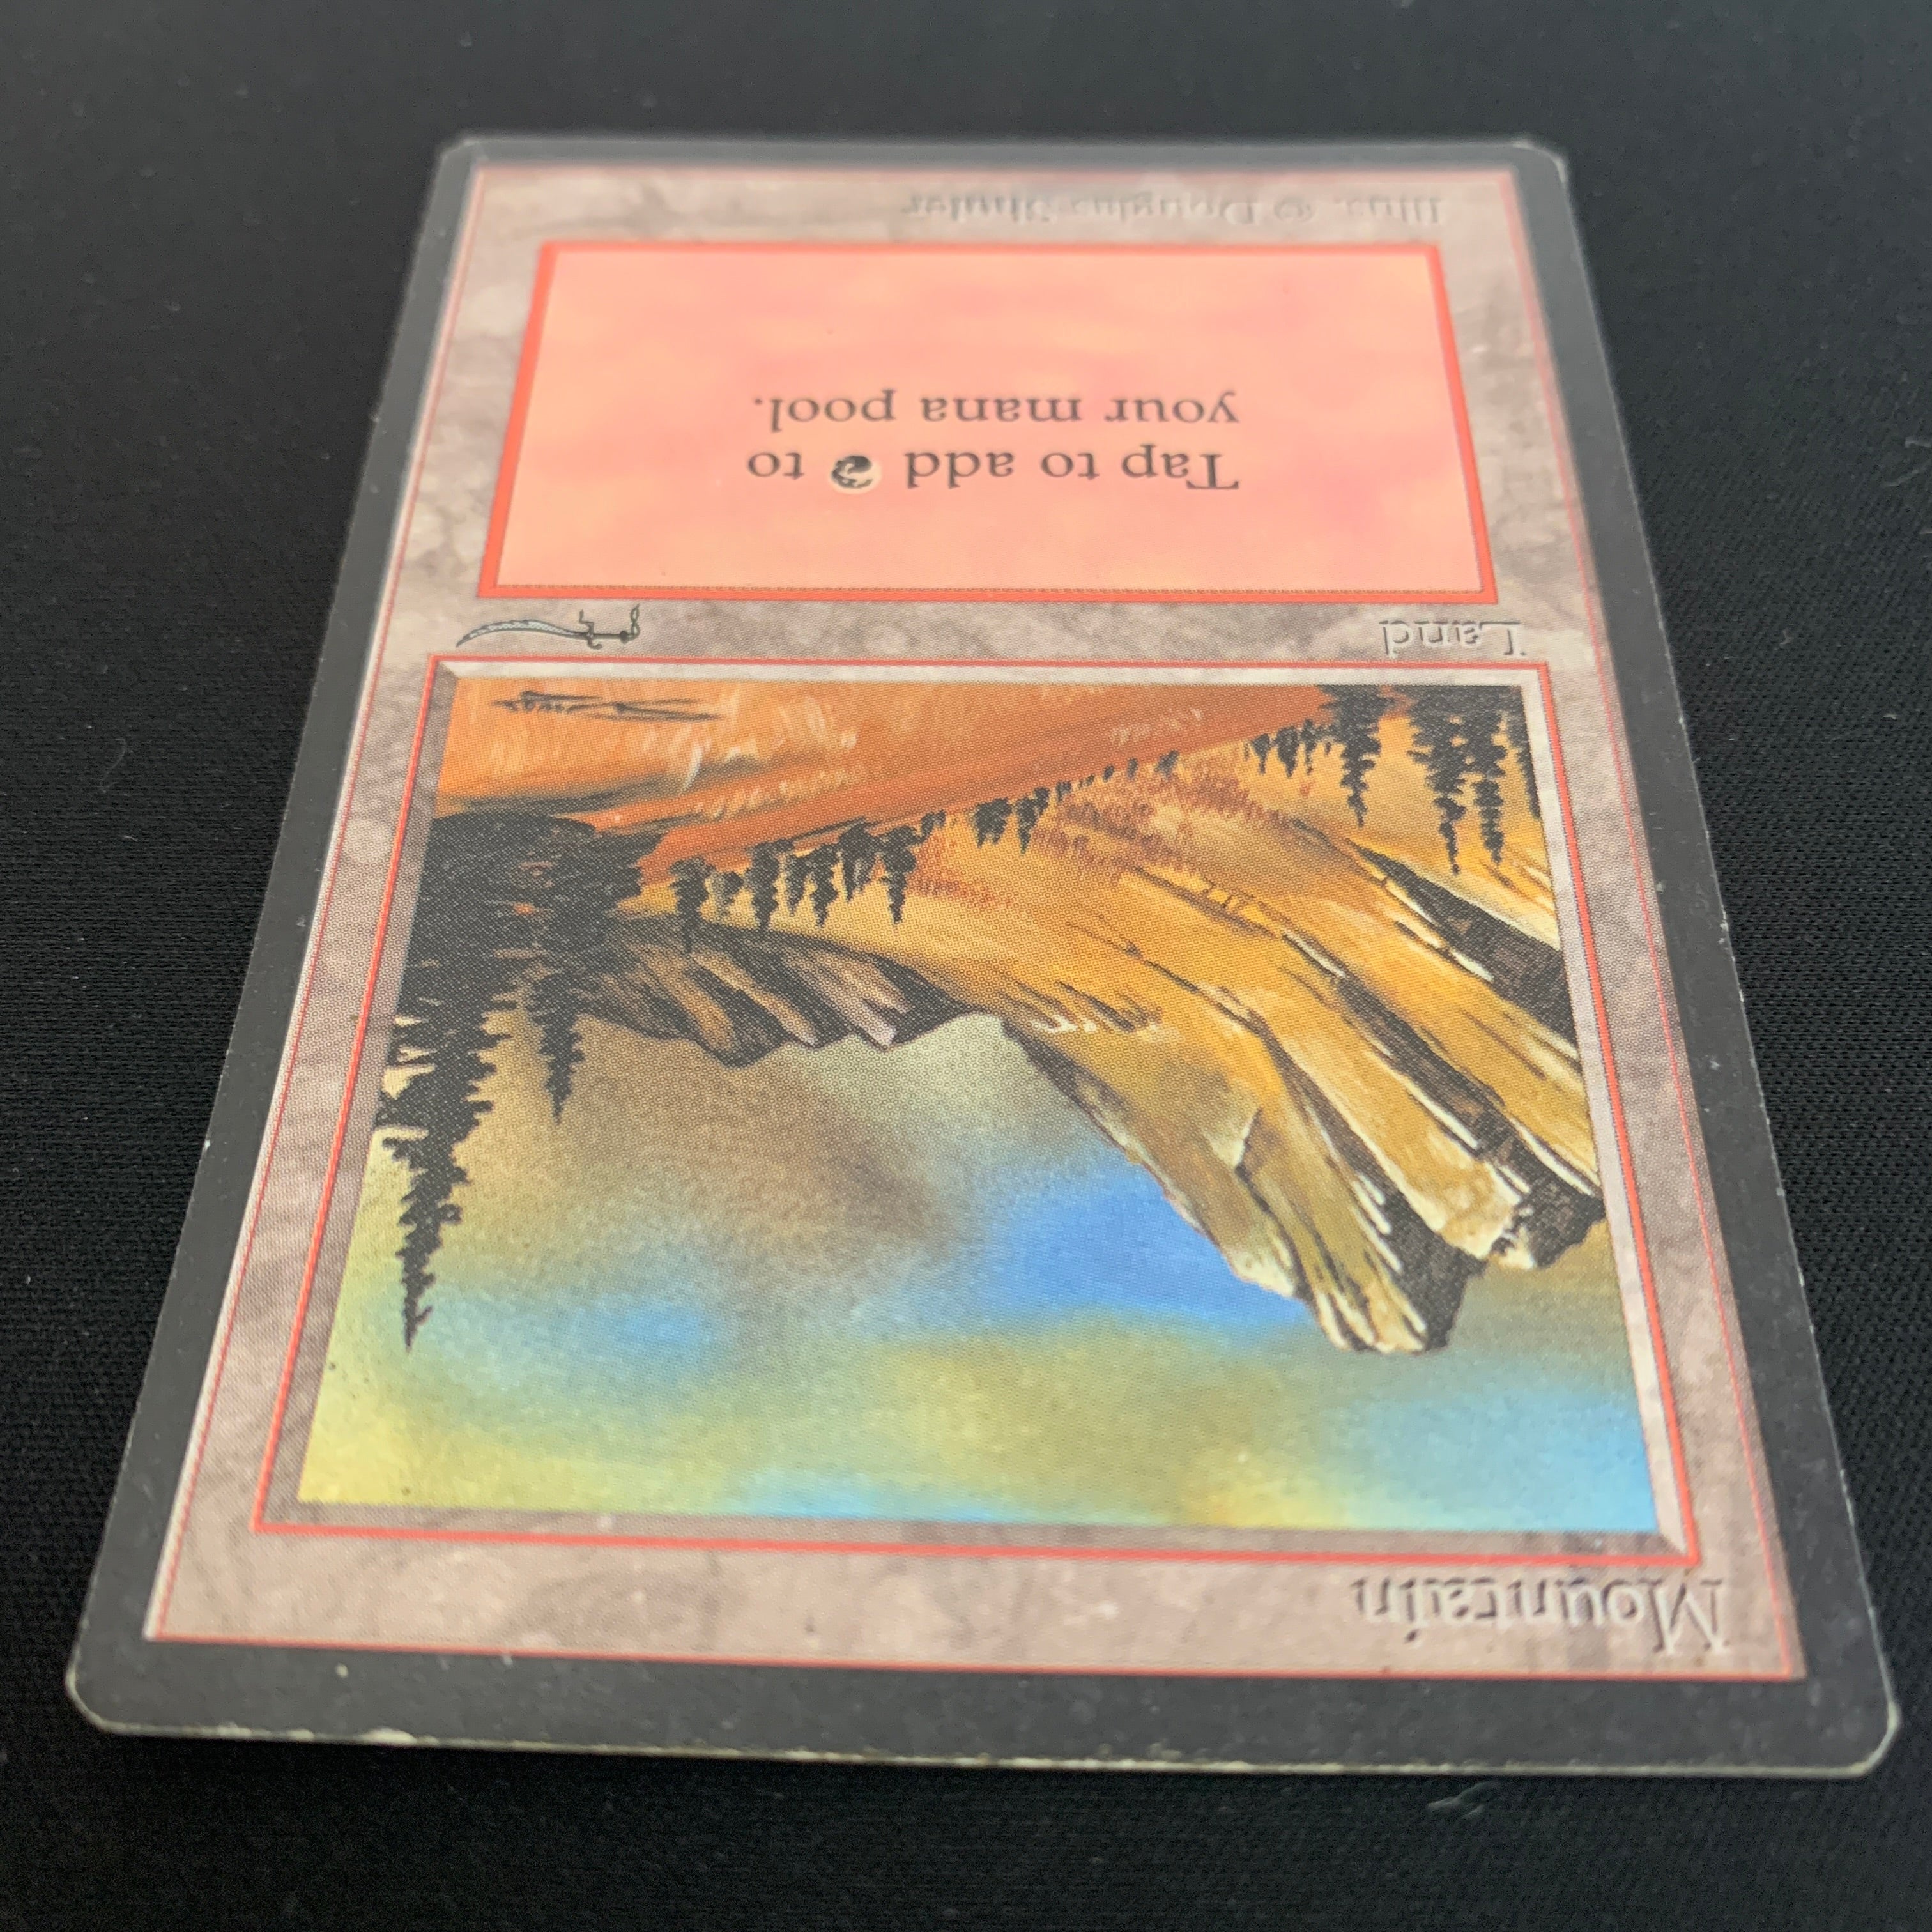 Mountain
Land
Tap to add to
your mana pool.
Illus. © Douglas Shuler